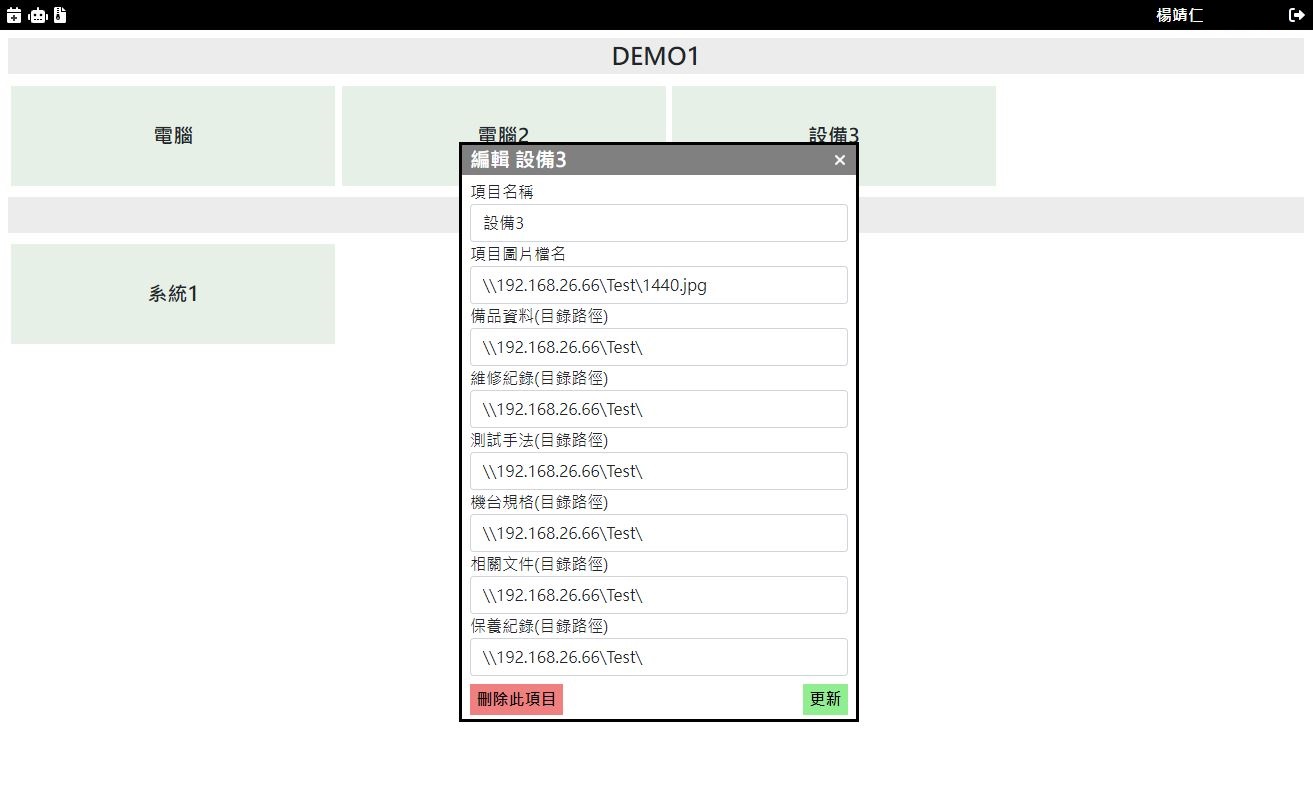 楊靖仁
DEMO1
電腦
電腦2
設備3
編輯 設備3
×
項目名稱
設備3
項目圖片檔名
\\192.168.26.66\Test\1440.jpg
備品資料(目錄路徑)
\\192.168.26.66\Test\
維修紀錄(目錄路徑)
\\192.168.26.66\Test\
測試手法(目錄路徑)
\\192.168.26.66\Test\
機台規格(目錄路徑)
\\192.168.26.66\Test\
相關文件(目錄路徑)
\\192.168.26.66\Test\
保養紀錄(目錄路徑)
\\192.168.26.66\Test\
刪除此項目
更新
系統1